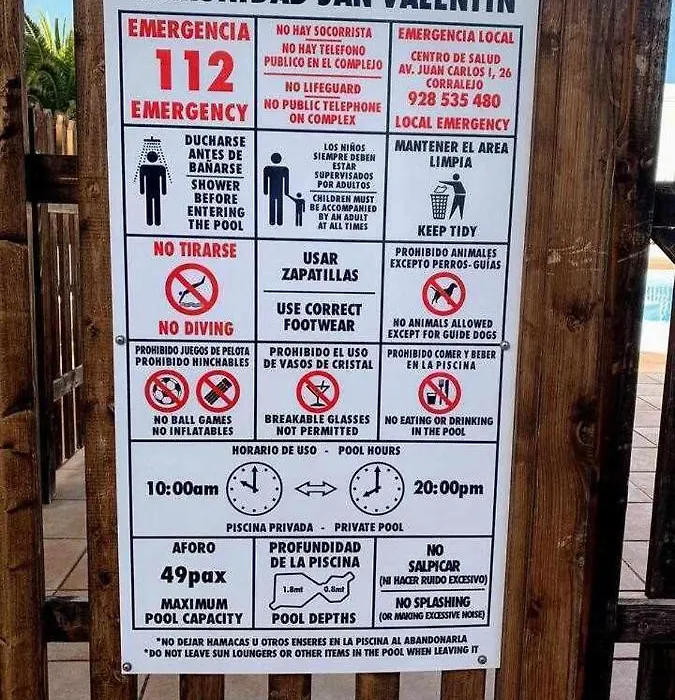 SAN VALENTIN
EMERGENCIA
112
EMERGENCY
NO HAY SOCORRISTA
NO HAY TELEFONO
PUBLICO EN EL COMPLEJO
NO LIFEGUARD
NO PUBLIC TELEPHONE
ON COMPLEX
EMERGENCIA LOCAL
CENTRO DE SALUD
AV. JUAN CARLOS I, 26
CORRALEJO
928 535 480
LOCAL EMERGENCY
DUCHARSE
ANTES DE
BAÑARSE
SHOWER
BEFORE
ENTERING
THE POOL
LOS NIÑOS
SIEMPRE DEBEN
ESTAR
SUPERVISADOS
POR ADULTOS
CHILDREN MUST
BE ACCOMPANIED
BY AN ADULT
AT ALL TIMES
MANTENER EL AREA
LIMPIA
KEEP TIDY
NO TIRARSE
NO DIVING
USAR
ZAPATILLAS
USE CORRECT
FOOTWEAR
PROHIBIDO ANIMALES
EXCEPTO PERROS-GUÍAS
NO ANIMALS ALLOWED
EXCEPT FOR GUIDE DOGS
PROHIBIDO JUEGOS DE PELOTA
PROHIBIDO HINCHABLES
NO BALL GAMES
NO INFLATABLES
PROHIBIDO EL USO
DE VASOS DE CRISTAL
BREAKABLE GLASSES
NOT PERMITTED
PROHIBIDO COMER Y BEBER
EN LA PISCINA
NO EATING OR DRINKING
IN THE POOL
HORARIO DE USO - POOL HOURS
10:00am
20:00pm
PISCINA PRIVADA - PRIVATE POOL
AFORO
49pax
MAXIMUM
POOL CAPACITY
PROFUNDIDAD
DE LA PISCINA
1.8mt 0.8mt
POOL DEPTHS
NO
SALPICAR
(NI HACER RUIDO EXCESIVO)
NO SPLASHING
(OR MAKING EXCESSIVE NOISE)
*NO DEJAR HAMACAS U OTROS ENSERES EN LA PISCINA AL ABANDONARLA
*DO NOT LEAVE SUN LOUNGERS OR OTHER ITEMS IN THE POOL WHEN LEAVING IT